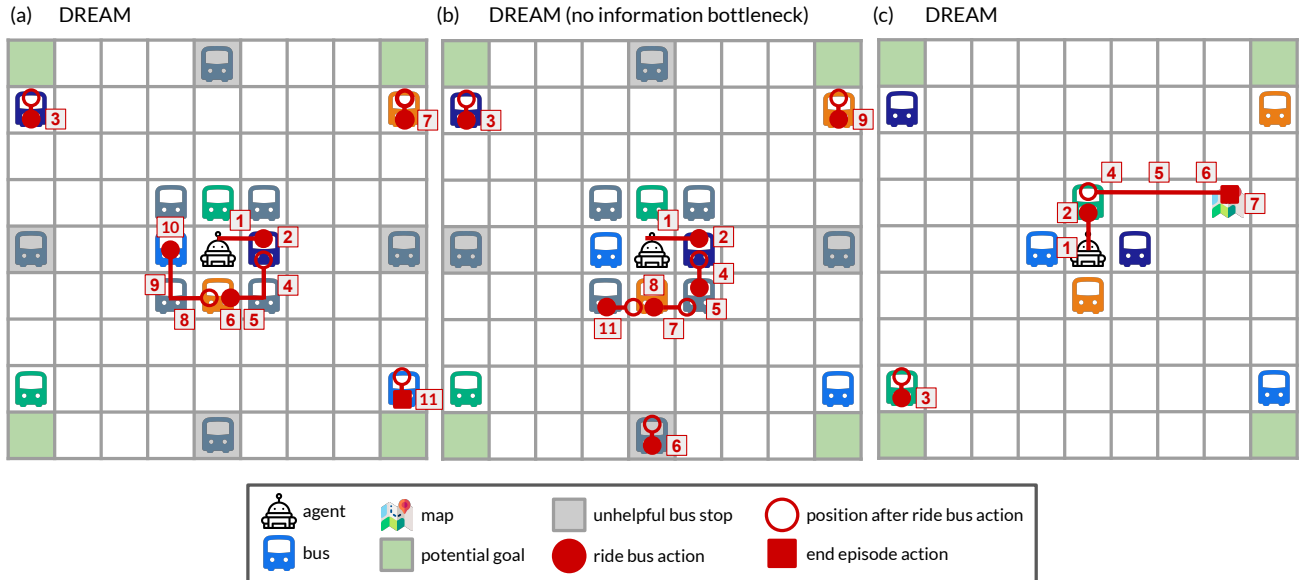 (a) DREAM
(b) DREAM (no information bottleneck)
(c) DREAM
3
7
1
2
10
9
4
8
6
5
11
3
9
1
2
4
8
5
11
7
6
4
5
6
2
7
1
3
agent
map
unhelpful bus stop
position after ride bus action
bus
potential goal
ride bus action
end episode action